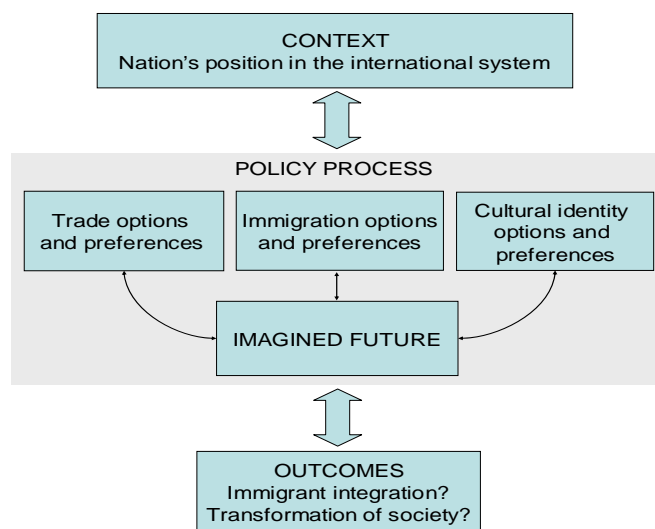 CONTEXT
Nation's position in the international system
POLICY PROCESS
Trade options
and preferences
Immigration options
and preferences
Cultural identity
options and
preferences
IMAGINED FUTURE
OUTCOMES
Immigrant integration?
Transformation of society?